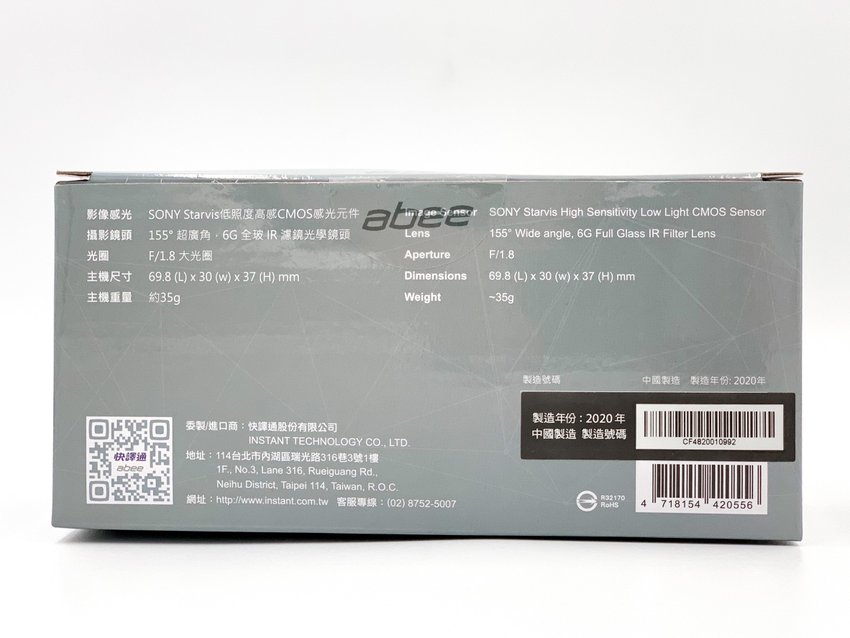 abee
影像感光 SONY Starvis低照度高感CMOS感光元件
攝影鏡頭 155° 超廣角，6G 全玻 IR 濾鏡光學鏡頭
光圈 F/1.8 大光圈
主機尺寸 69.8 (L) x 30 (w) x 37 (H) mm
主機重量 約35g
Image Sensor SONY Starvis High Sensitivity Low Light CMOS Sensor
Lens 155° Wide angle, 6G Full Glass IR Filter Lens
Aperture F/1.8
Dimensions 69.8 (L) x 30 (w) x 37 (H) mm
Weight ~35g
製造號碼 中國製造 製造年份: 2020年
製造年份：2020 年
中國製造 製造號碼
CF4820010992
快譯通
abee
委製/進口商：快譯通股份有限公司
INSTANT TECHNOLOGY CO., LTD.
地址：114台北市內湖區瑞光路316巷3號1樓
1F., No.3, Lane 316, Rueiguang Rd.,
Neihu District, Taipei 114, Taiwan, R.O.C.
網址：http://www.instant.com.tw 客服專線：(02) 8752-5007
R32170
RoHS
4 718154 420556